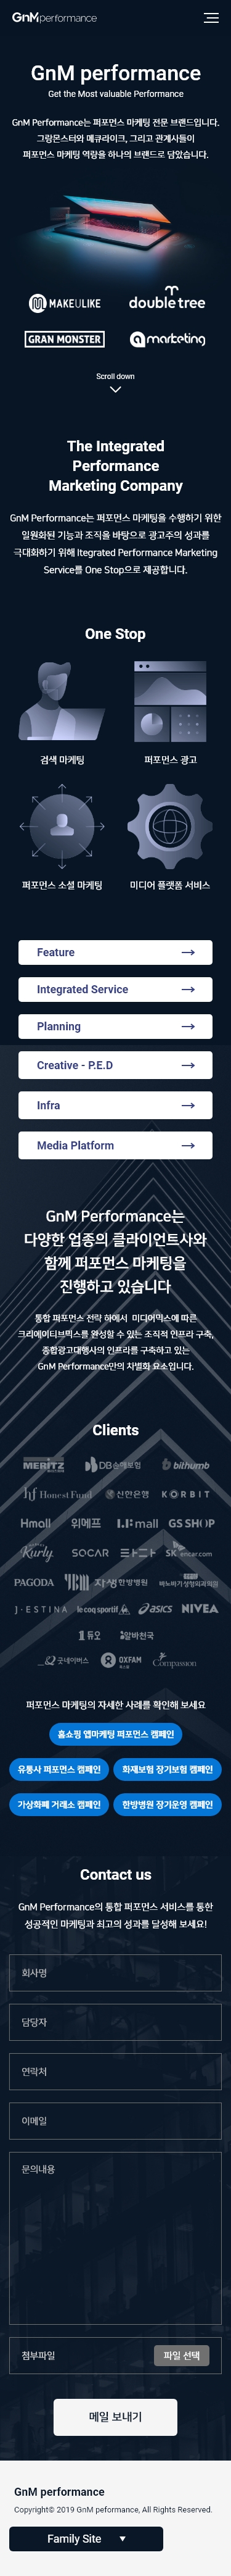 GnMperformance
GnM performance
Get the Most valuable Performance
GnM Performance는 퍼포먼스 마케팅 전문 브랜드입니다.
그랑몬스터와 메큐라이크, 그리고 관계사들이
퍼포먼스 마케팅 역량을 하나의 브랜드로 담았습니다.
MAKEULIKE
double tree
GRAN MONSTER
marketing
Scroll down
The Integrated
Performance
Marketing Company
GnM Performance는 퍼포먼스 마케팅을 수행하기 위한
일원화된 기능과 조직을 바탕으로 광고주의 성과를
극대화하기 위해 Itegrated Performance Marketing
Service를 One Stop으로 제공합니다.
One Stop
검색 마케팅
퍼포먼스 광고
퍼포먼스 소셜 마케팅
미디어 플랫폼 서비스
Feature
Integrated Service
Planning
Creative - P.E.D
Infra
Media Platform
GnM Performance는
다양한 업종의 클라이언트사와
함께 퍼포먼스 마케팅을
진행하고 있습니다
통합 퍼포먼스 전략 하에서 미디어믹스에 따른
크리에이티브믹스를 완성할 수 있는 조직적 인프라 구축,
종합광고대행사의 인프라를 구축하고 있는
GnM Performance만의 차별화 요소입니다.
Clients
MERITZ
DB손해보험
bithumb
Honest Fund
신한은행
KORBIT
Hmall
위메프
mall
GS SHOP
Kurly
SOCAR
SK encar.com
PAGODA
자생한방병원
바노바기성형외과의원
J.ESTINA
le coq sportif
asics
NIVEA
듀오
알바천국
굿네이버스
OXFAM
Compassion
퍼포먼스 마케팅의 자세한 사례를 확인해 보세요
홈쇼핑 앱마케팅 퍼포먼스 캠페인
유통사 퍼포먼스 캠페인
화재보험 장기보험 캠페인
가상화폐 거래소 캠페인
한방병원 장기운영 캠페인
Contact us
GnM Performance의 통합 퍼포먼스 서비스를 통한
성공적인 마케팅과 최고의 성과를 달성해 보세요!
회사명
담당자
연락처
이메일
문의내용
첨부파일
파일 선택
메일 보내기
GnM performance
Copyright© 2019 GnM peformance, All Rights Reserved.
Family Site